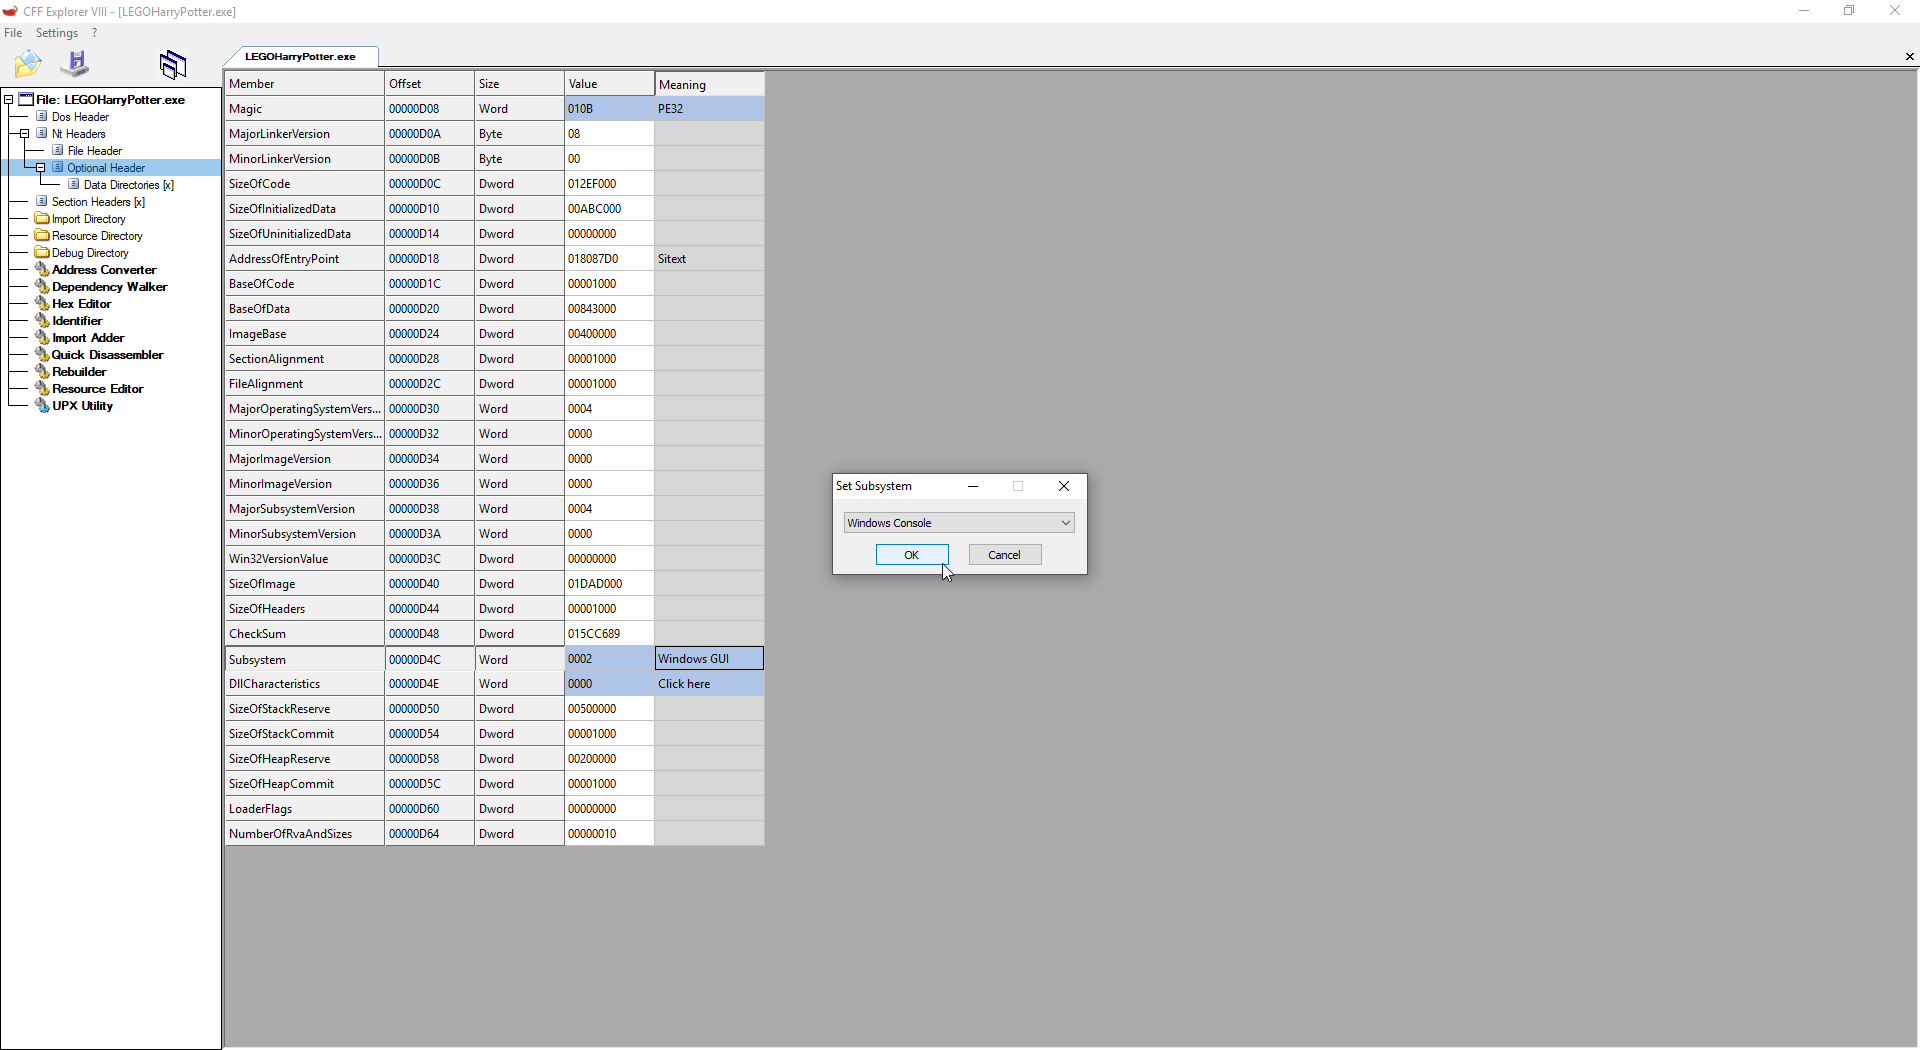 CFF Explorer VIII - [LEGOHarryPotter.exe]
File Settings ?
LEGOHarryPotter.exe
File: LEGOHarryPotter.exe
Dos Header
Nt Headers
File Header
Optional Header
Data Directories [x]
Section Headers [x]
Import Directory
Resource Directory
Debug Directory
Address Converter
Dependency Walker
Hex Editor
Identifier
Import Adder
Quick Disassembler
Rebuilder
Resource Editor
UPX Utility
Member Offset Size Value Meaning
Magic 00000D08 Word 010B PE32
MajorLinkerVersion 00000D0A Byte 08
MinorLinkerVersion 00000D0B Byte 00
SizeOfCode 00000D0C Dword 012EF000
SizeOfInitializedData 00000D10 Dword 00ABC000
SizeOfUninitializedData 00000D14 Dword 00000000
AddressOfEntryPoint 00000D18 Dword 018087D0 Sitext
BaseOfCode 00000D1C Dword 00001000
BaseOfData 00000D20 Dword 00843000
ImageBase 00000D24 Dword 00400000
SectionAlignment 00000D28 Dword 00001000
FileAlignment 00000D2C Dword 00001000
MajorOperatingSystemVers... 00000D30 Word 0004
MinorOperatingSystemVers... 00000D32 Word 0000
MajorImageVersion 00000D34 Word 0000
MinorImageVersion 00000D36 Word 0000
MajorSubsystemVersion 00000D38 Word 0004
MinorSubsystemVersion 00000D3A Word 0000
Win32VersionValue 00000D3C Dword 00000000
SizeOfImage 00000D40 Dword 01DAD000
SizeOfHeaders 00000D44 Dword 00001000
CheckSum 00000D48 Dword 015CC689
Subsystem 00000D4C Word 0002 Windows GUI
DllCharacteristics 00000D4E Word 0000 Click here
SizeOfStackReserve 00000D50 Dword 00500000
SizeOfStackCommit 00000D54 Dword 00001000
SizeOfHeapReserve 00000D58 Dword 00200000
SizeOfHeapCommit 00000D5C Dword 00001000
LoaderFlags 00000D60 Dword 00000000
NumberOfRvaAndSizes 00000D64 Dword 00000010
Set Subsystem
Windows Console
OK Cancel